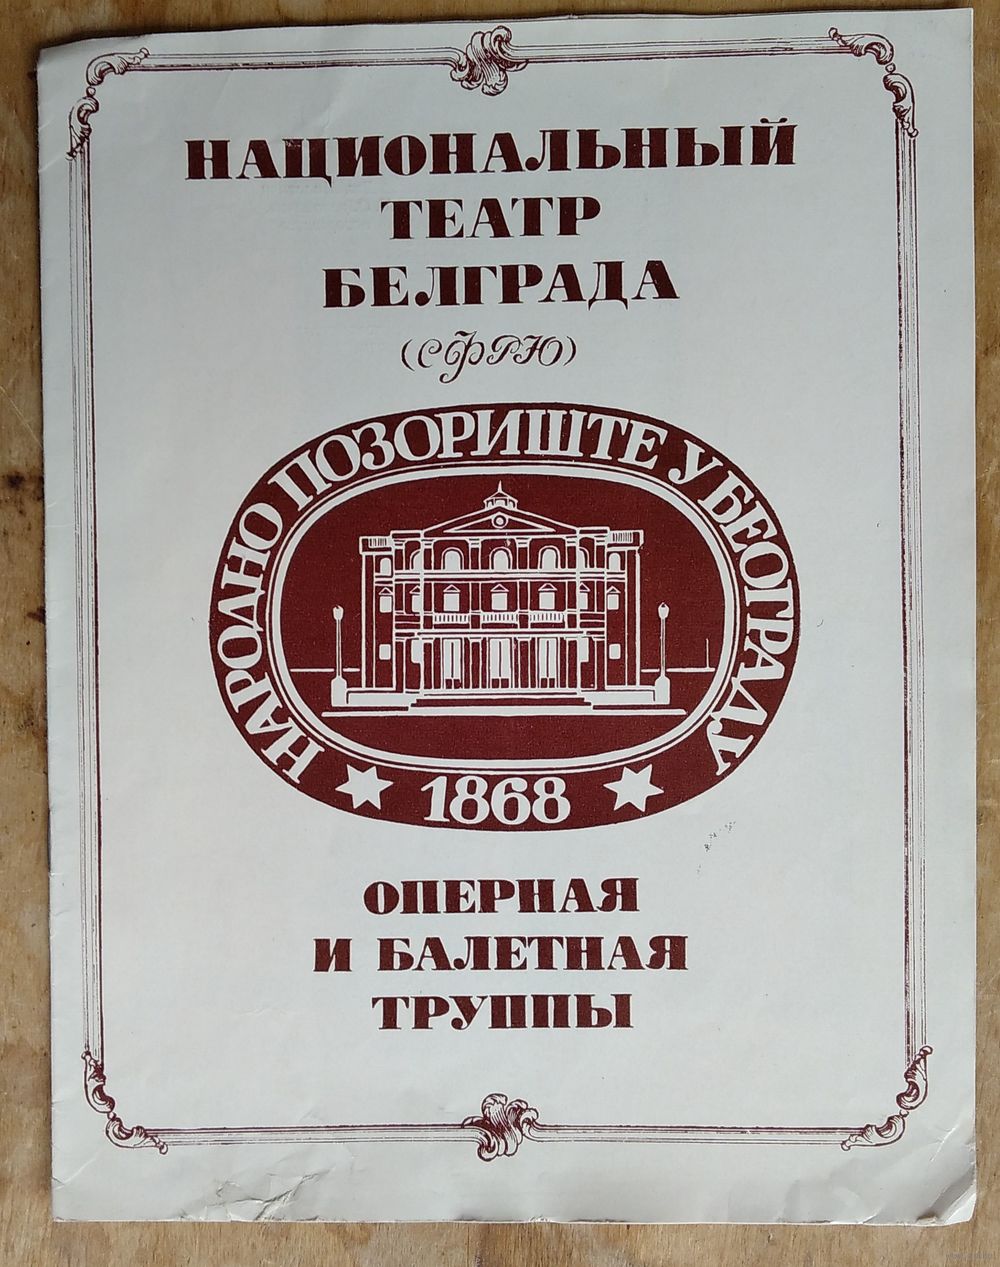 НАЦИОНАЛЬНЫЙ
ТЕАТР
БЕЛГРАДА
(СФРЮ)
НАРОДНО ПОЗОРИШТЕ У БЕОГРАДУ
1868
ОПЕРНАЯ
И БАЛЕТНАЯ
ТРУППЫ